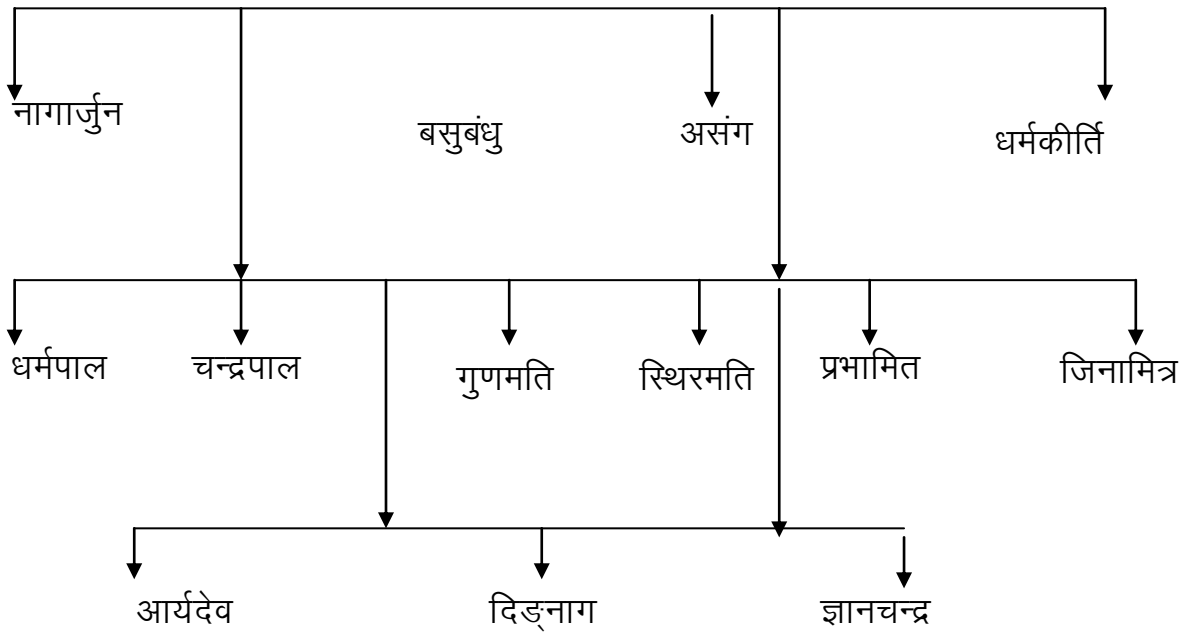 नागार्जुन बसुबंधु असंग धर्मकीर्ति
धर्मपाल चन्द्रपाल गुणमति स्थिरमति प्रभामित जिनामित्र
आर्यदेव दिङ्नाग ज्ञानचन्द्र